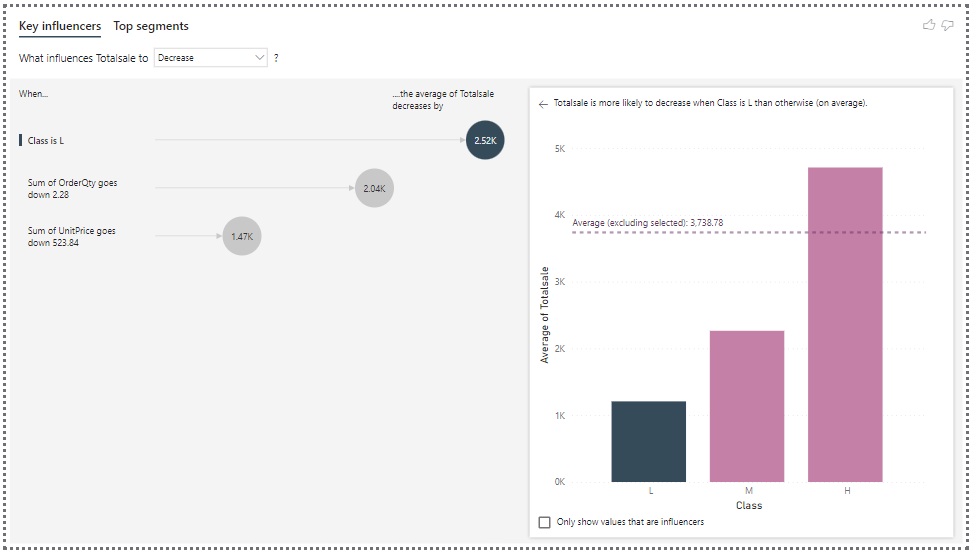 Key influencers Top segments
What influences Totalsale to Decrease ?
When...
....the average of Totalsale
decreases by
Class is L
2.52K
Sum of OrderQty goes
down 2.28
2.04K
Sum of UnitPrice goes
down 523.84
1.47K
← Totalsale is more likely to decrease when Class is L than otherwise (on average).
5K
4K
Average (excluding selected): 3,738.78
3K
2K
1K
0K
Average of Totalsale
L M H
Class
Only show values that are influencers